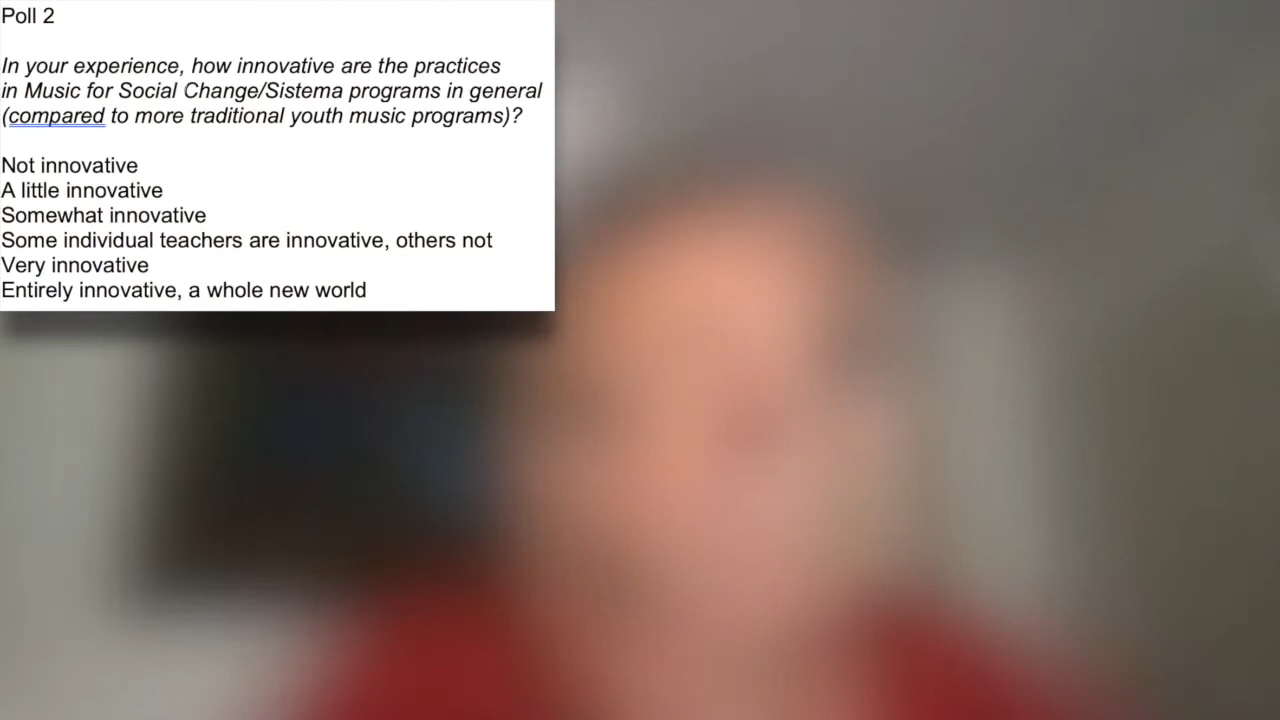 Poll 2
In your experience, how innovative are the practices
in Music for Social Change/Sistema programs in general
(compared to more traditional youth music programs)?
Not innovative
A little innovative
Somewhat innovative
Some individual teachers are innovative, others not
Very innovative
Entirely innovative, a whole new world